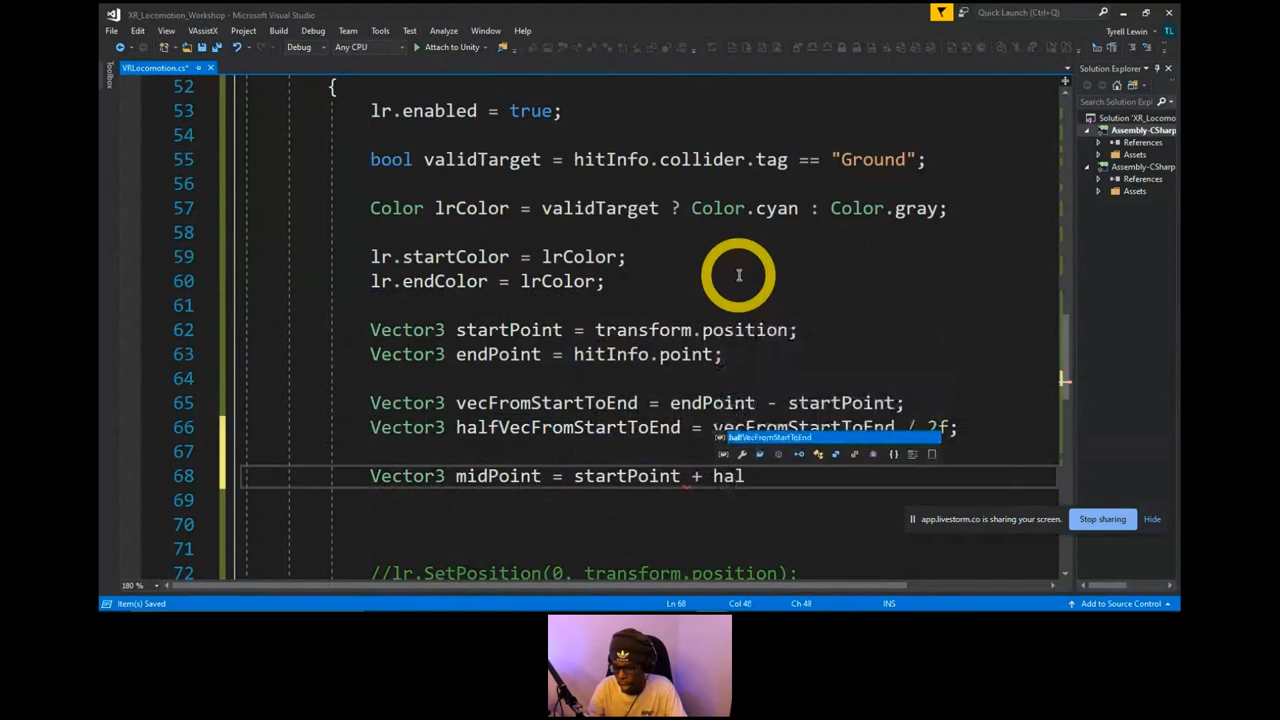 XR_Locomotion_Workshop - Microsoft Visual Studio
Quick Launch (Ctrl+Q)
File Edit View VAssistX Project Build Debug Team Tools Test Analyze Window Help
Tyrell Lewin TL
Debug Any CPU Attach to Unity
Toolbox
VRLocomotion.cs*
Solution Explorer
Search Solution Expl
Solution 'XR_Locomo
Assembly-CSharp
References
Assets
Assembly-CSharp
References
Assets
52 {
53 lr.enabled = true;
54
55 bool validTarget = hitInfo.collider.tag == "Ground";
56
57 Color lrColor = validTarget ? Color.cyan : Color.gray;
58
59 lr.startColor = lrColor;
60 lr.endColor = lrColor;
61
62 Vector3 startPoint = transform.position;
63 Vector3 endPoint = hitInfo.point;
64
65 Vector3 vecFromStartToEnd = endPoint - startPoint;
66 Vector3 halfVecFromStartToEnd = vecFromStartToEnd / 2f;
halfVecFromStartToEnd
67
68 Vector3 midPoint = startPoint + hal
69
70
71
72 //lr.SetPosition(0, transform.position);
app.livestorm.co is sharing your screen. Stop sharing Hide
180 %
Item(s) Saved Ln 68 Col 48 Ch 48 INS Add to Source Control